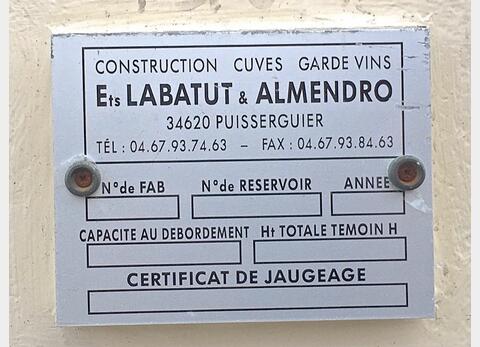 CONSTRUCTION CUVES GARDE VINS
Ets LABATUT & ALMENDRO
34620 PUISSERGUIER
TÉL : 04.67.93.74.63 – FAX : 04.67.93.84.63
N° de FAB N° de RESERVOIR ANNEE
CAPACITE AU DEBORDEMENT Ht TOTALE TEMOIN H
CERTIFICAT DE JAUGEAGE